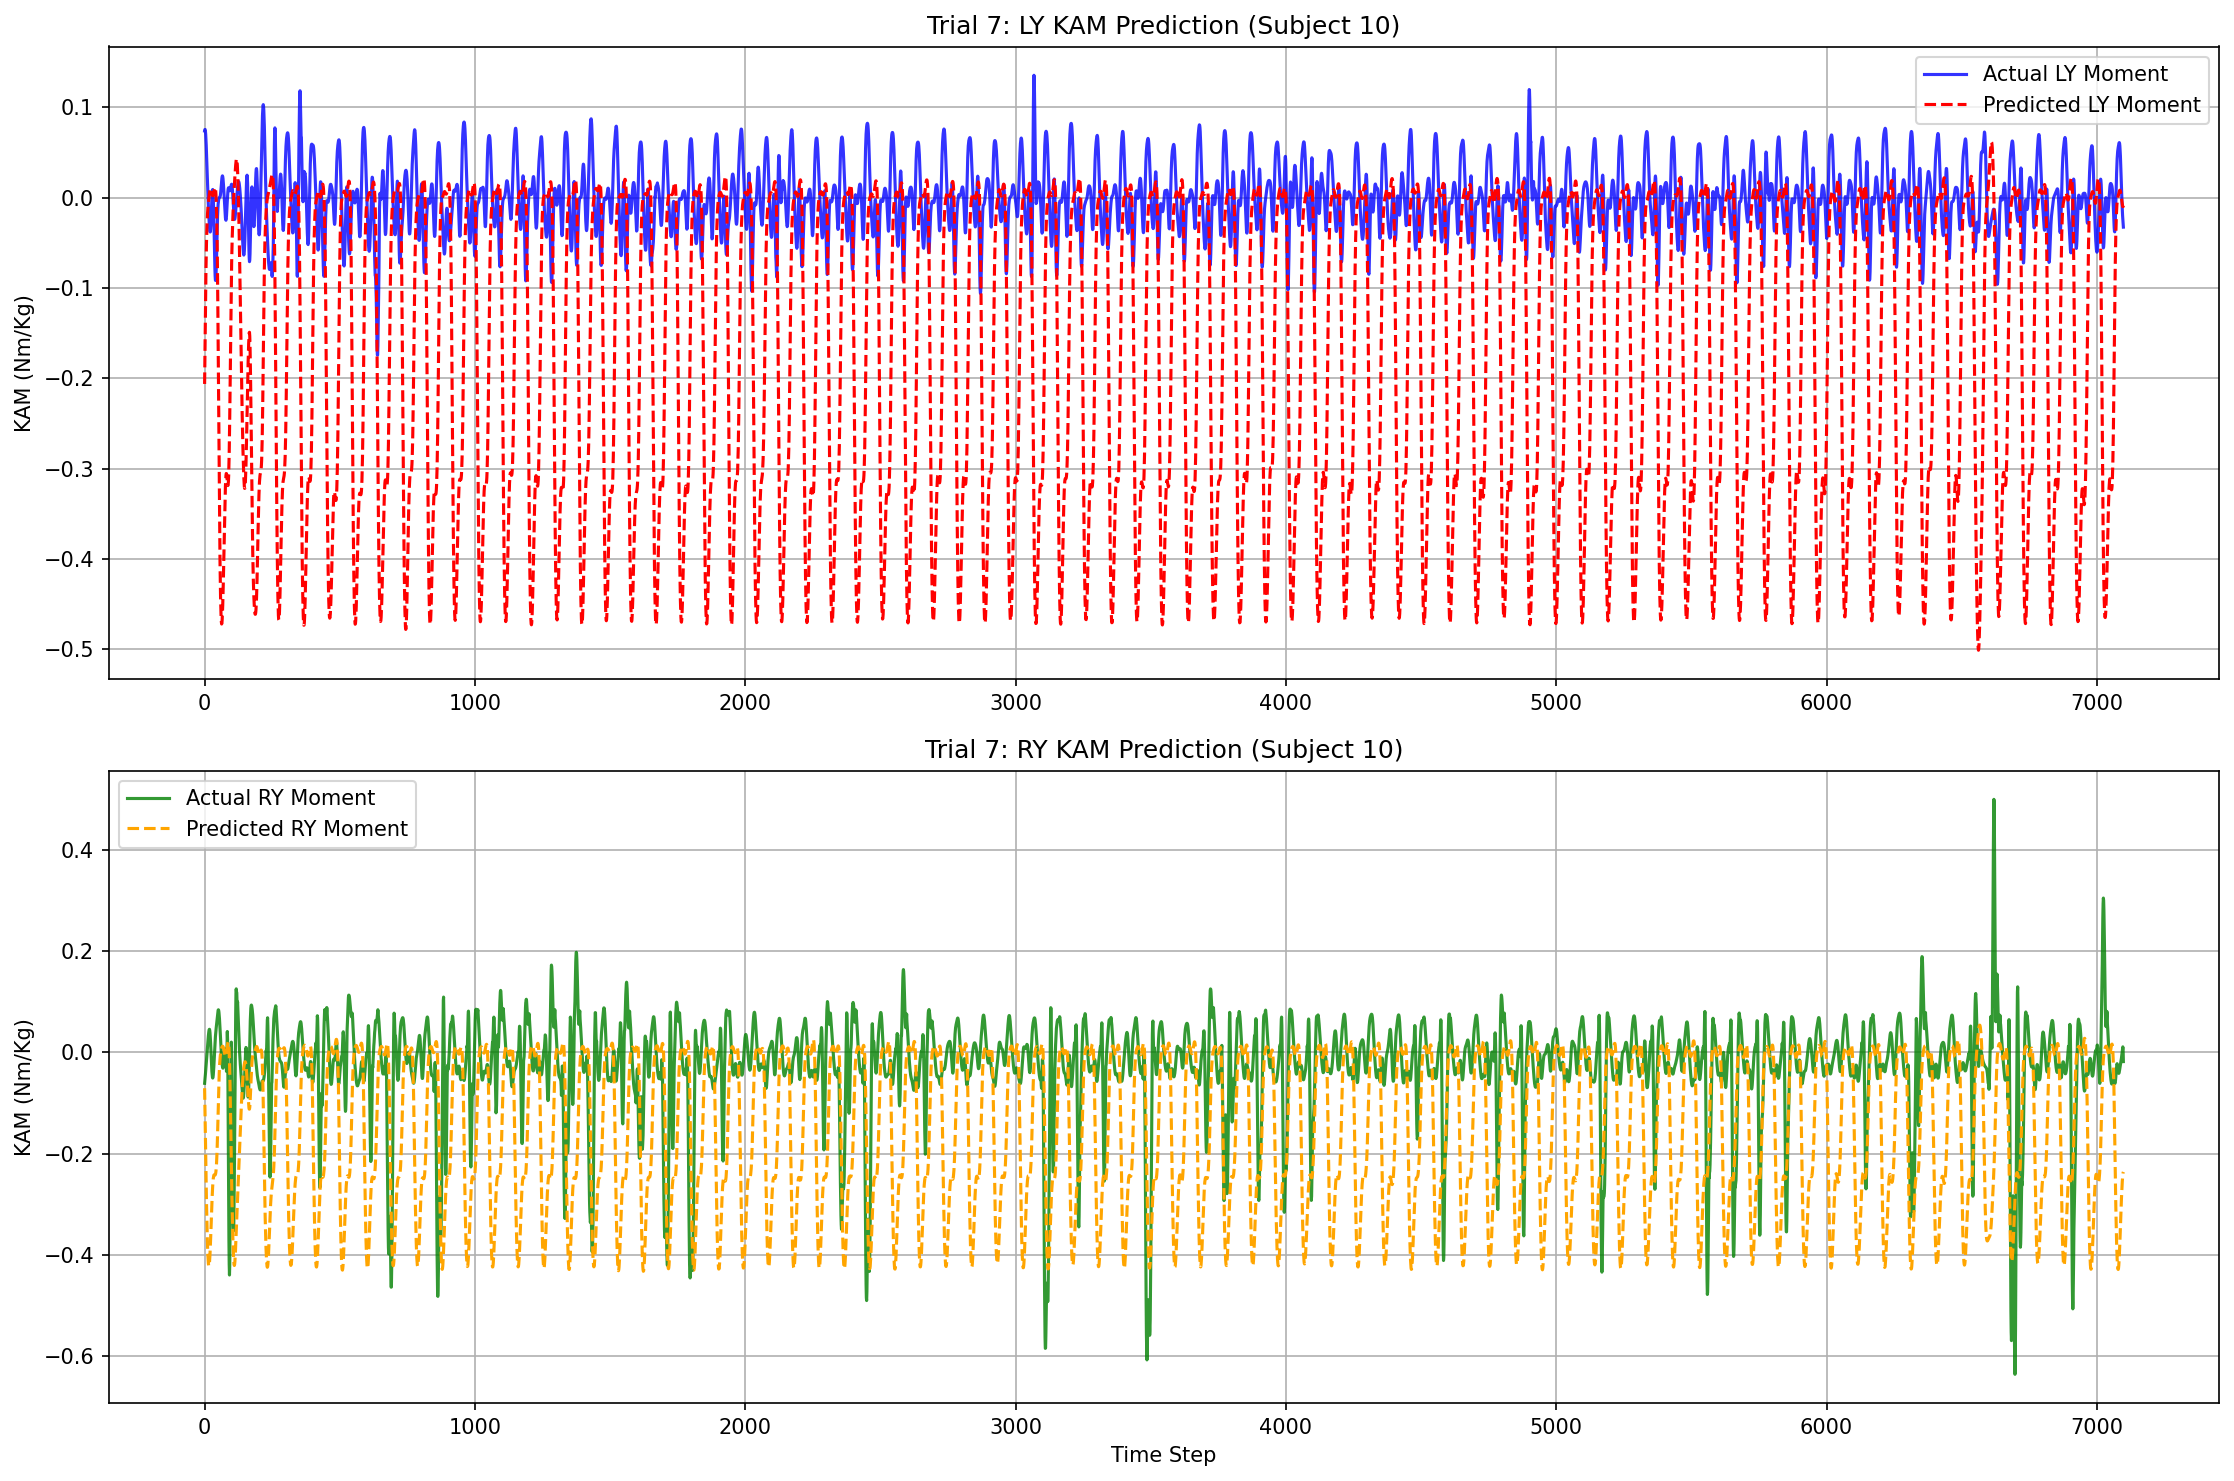 Trial 7: LY KAM Prediction (Subject 10)
Actual LY Moment
Predicted LY Moment
KAM (Nm/Kg)
0.1
0.0
−0.1
−0.2
−0.3
−0.4
−0.5
0 1000 2000 3000 4000 5000 6000 7000
Trial 7: RY KAM Prediction (Subject 10)
Actual RY Moment
Predicted RY Moment
KAM (Nm/Kg)
0.4
0.2
0.0
−0.2
−0.4
−0.6
0 1000 2000 3000 4000 5000 6000 7000
Time Step